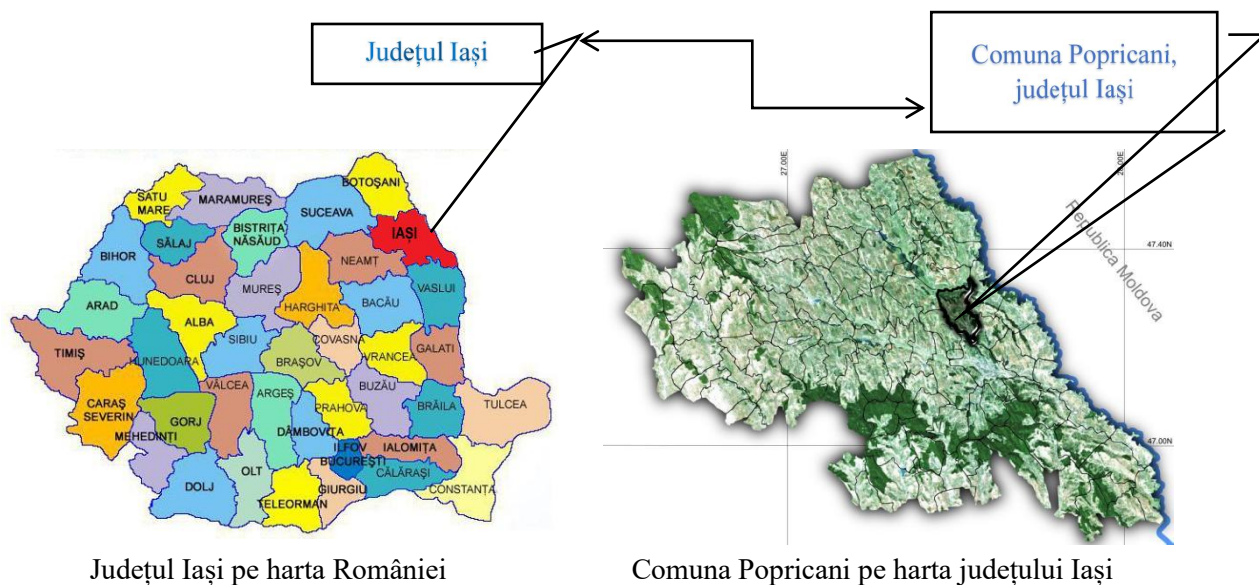 Județul Iași
Comuna Popricani,
județul Iași
BOTOȘANI
SATU
MARE
MARAMUREȘ
SUCEAVA
IAȘI
BISTRIȚA
NĂSĂUD
SĂLAJ
BIHOR
NEAMȚ
CLUJ
VASLUI
MUREȘ
ARAD
HARGHITA
BACĂU
ALBA
COVASNA
SIBIU
TIMIȘ
HUNEDOARA
BRAȘOV
VRANCEA
GALATI
VÂLCEA
ARGEȘ
BUZĂU
CARAȘ
SEVERIN
PRAHOVA
BRĂILA
TULCEA
GORJ
MEHEDINȚI
DÂMBOVIȚA
ILFOV
IALOMIȚA
BUCUREȘTI
OLT
CĂLĂRAȘI
DOLJ
GIURGIU
CONSTANȚA
TELEORMAN
27.00E
Republica Moldova
47.40N
47.00N
Județul Iași pe harta României
Comuna Popricani pe harta județului Iași